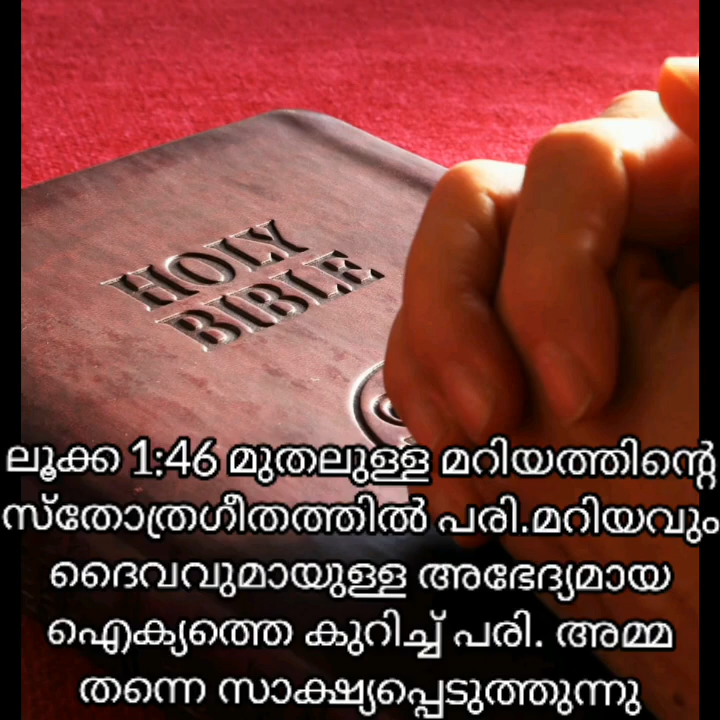 HOLY
BIBLE
ലൂക്ക 1:46 മുതലുള്ള മറിയത്തിന്റെ
സ്തോത്രഗീതത്തിൽ പരി.മറിയവും
ദൈവവുമായുള്ള അഭേദ്യമായ
ഐക്യത്തെ കുറിച്ച് പരി. അമ്മ
തന്നെ സാക്ഷ്യപ്പെടുത്തുന്നു